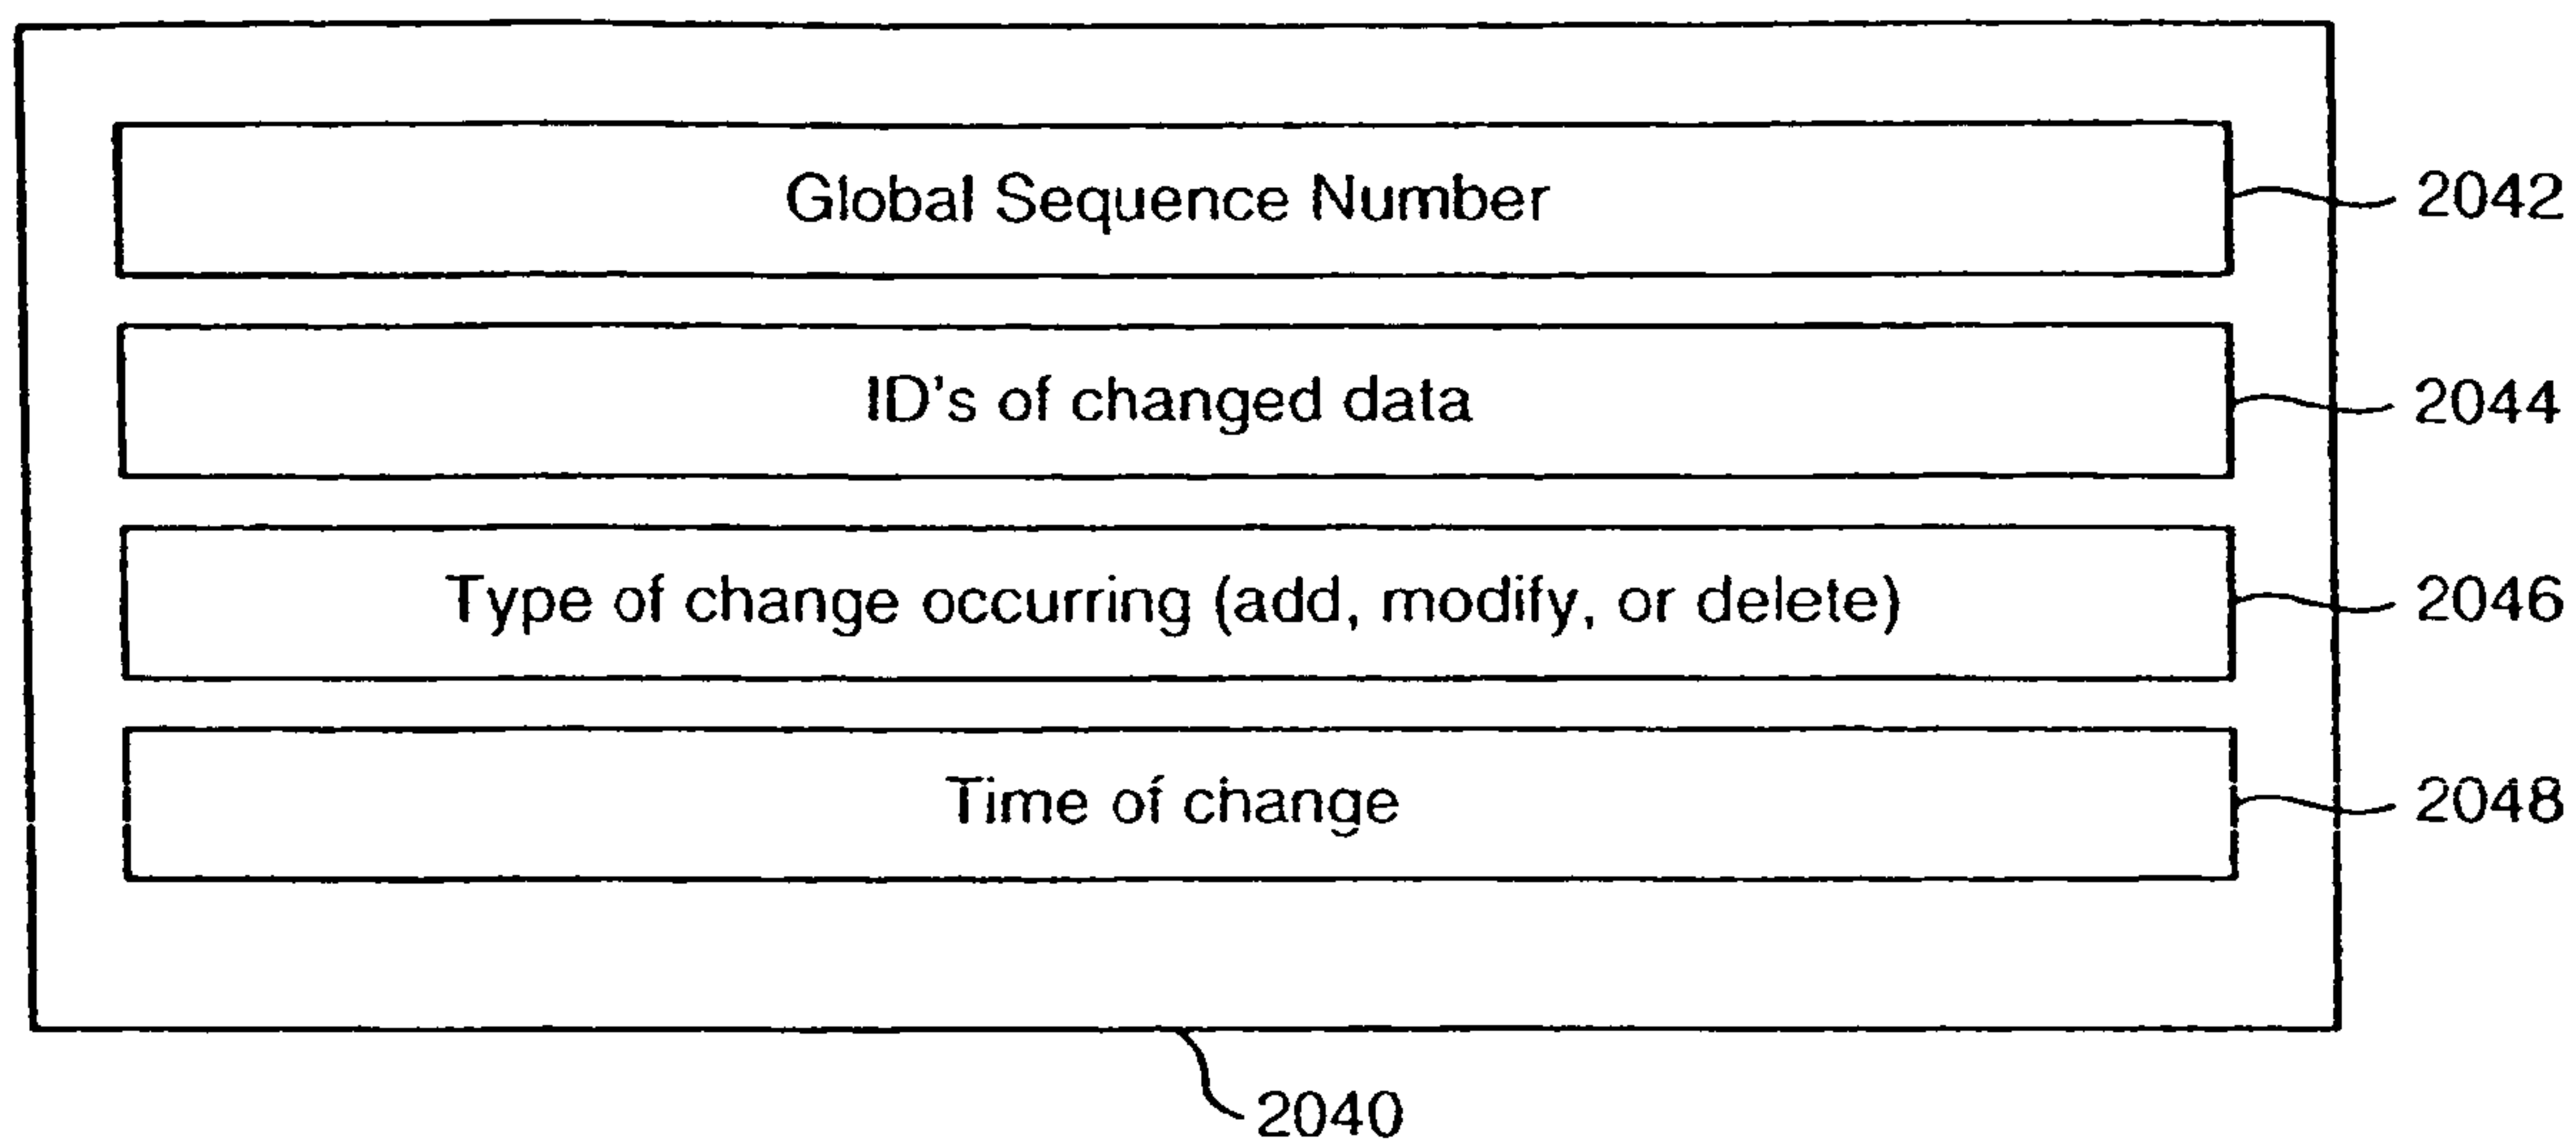 Global Sequence Number
2042
ID's of changed data
2044
Type of change occurring (add, modify, or delete)
2046
Time of change
2048
2040